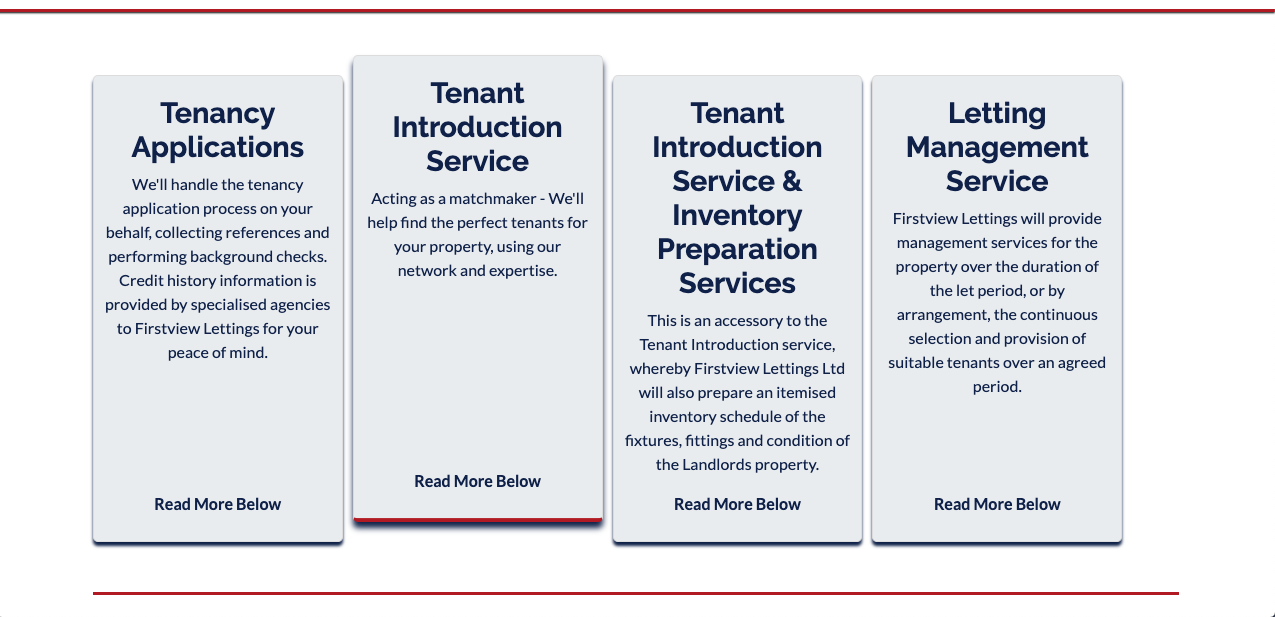 Tenancy
Applications
We'll handle the tenancy
application process on your
behalf, collecting references and
performing background checks.
Credit history information is
provided by specialised agencies
to Firstview Lettings for your
peace of mind.
Read More Below
Tenant
Introduction
Service
Acting as a matchmaker - We'll
help find the perfect tenants for
your property, using our
network and expertise.
Read More Below
Tenant
Introduction
Service &
Inventory
Preparation
Services
This is an accessory to the
Tenant Introduction service,
whereby Firstview Lettings Ltd
will also prepare an itemised
inventory schedule of the
fixtures, fittings and condition of
the Landlords property.
Read More Below
Letting
Management
Service
Firstview Lettings will provide
management services for the
property over the duration of
the let period, or by
arrangement, the continuous
selection and provision of
suitable tenants over an agreed
period.
Read More Below